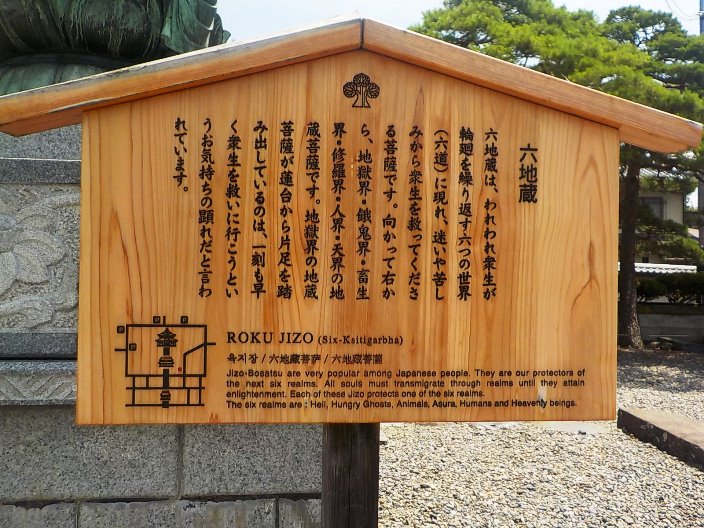 六地蔵
六地蔵は、われわれ衆生が
輪廻を繰り返す六つの世界
(六道)に現れ、迷いや苦し
みから衆生を救ってくださ
る菩薩です。向かって右か
ら、地獄界・餓鬼界・畜生
界・修羅界・人界・天界の地
蔵菩薩です。地獄界の地蔵
菩薩が蓮台から片足を踏
み出しているのは、一刻も早
く衆生を救いに行こうとい
うお気持ちの顕れだと言わ
れています。
ROKU JIZO (Six-Ksitigarbha)
육지장 / 六地藏菩萨 / 六地蔵菩薩
Jizo-Bosatsu are very popular among Japanese people. They are our protectors of
the next six realms. All souls must transmigrate through realms until they attain
enlightenment. Each of these Jizo protects one of the six realms.
The six realms are : Hell, Hungry Ghosts, Animals, Asura, Humans and Heavenly beings.